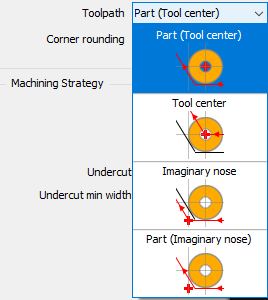 Toolpath Part (Tool center)
Corner rounding Part (Tool center)
Machining Strategy
Tool center
Undercut Imaginary nose
Undercut min width
Part (Imaginary nose)